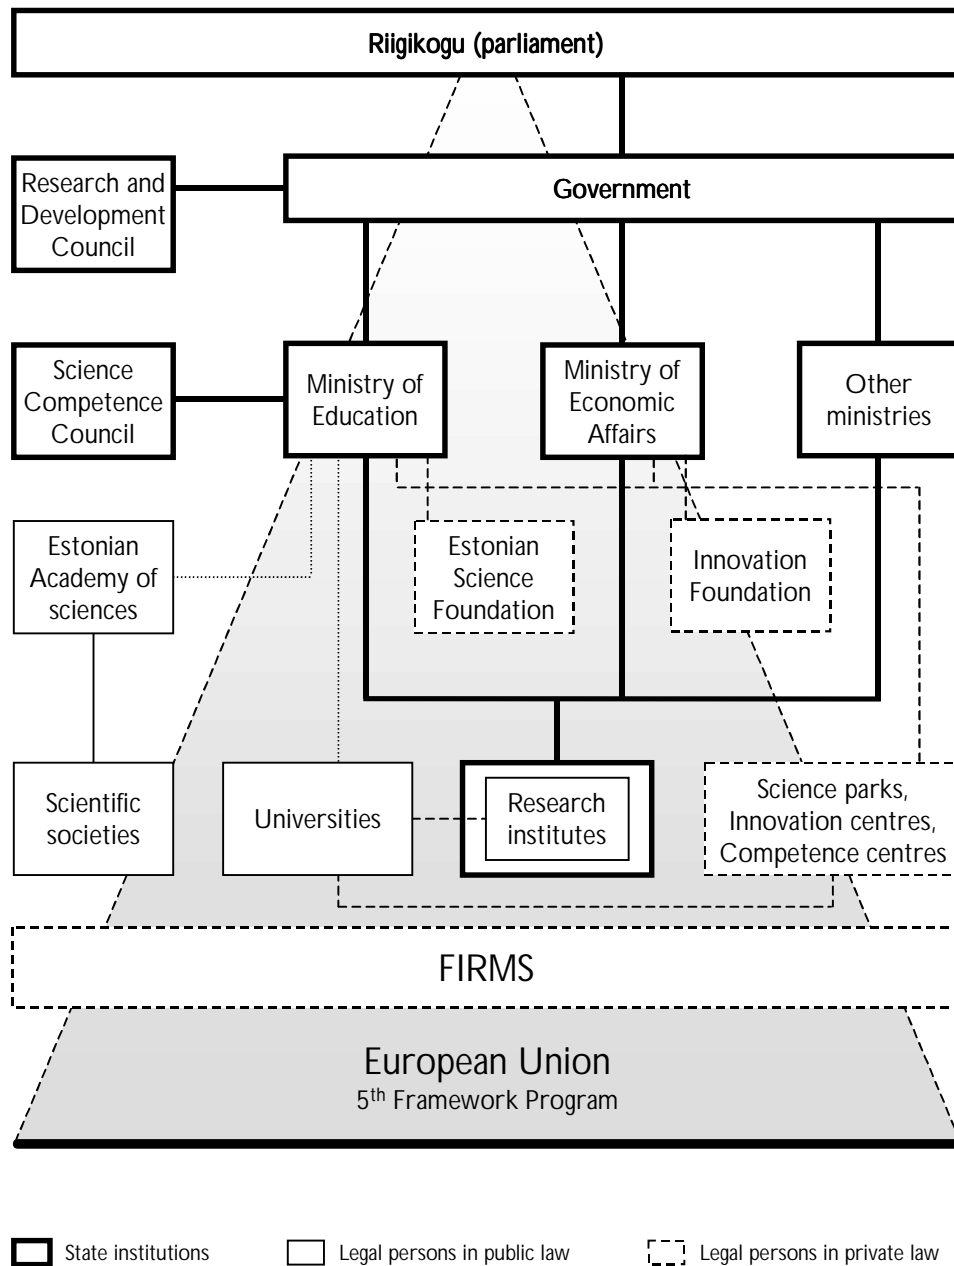 Riigikogu (parliament)
Research and
Development
Council
Government
Science
Competence
Council
Ministry of
Education
Ministry of
Economic
Affairs
Other
ministries
Estonian
Academy of
sciences
Estonian
Science
Foundation
Innovation
Foundation
Scientific
societies
Universities
Research
institutes
Science parks,
Innovation centres,
Competence centres
FIRMS
European Union
5th Framework Program
State institutions
Legal persons in public law
Legal persons in private law